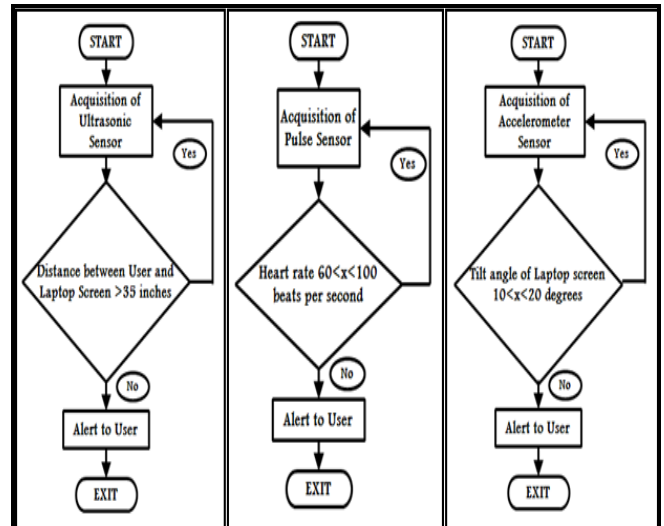 START
Acquisition of
Ultrasonic
Sensor
Yes
Distance between User and
Laptop Screen >35 inches
No
Alert to User
EXIT
START
Acquisition of
Pulse Sensor
Yes
Heart rate 60<x<100
beats per second
No
Alert to User
EXIT
START
Acquisition of
Accelerometer
Sensor
Yes
Tilt angle of Laptop screen
10<x<20 degrees
No
Alert to User
EXIT